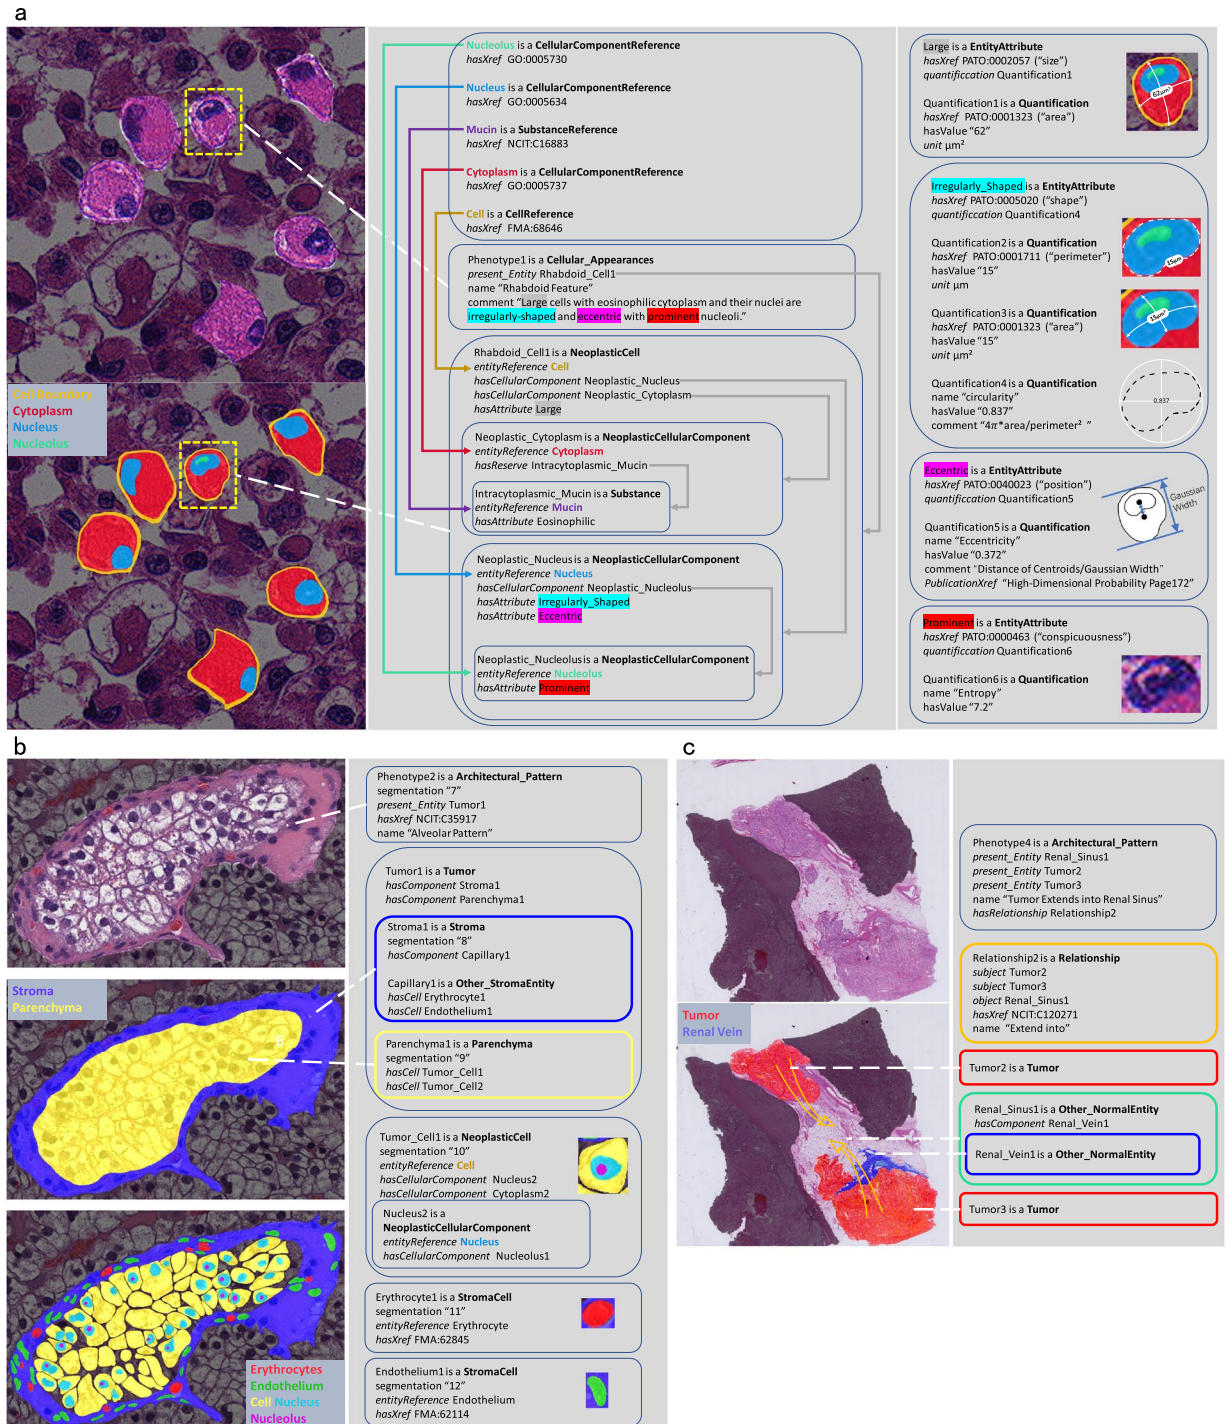 a
Cell Boundary
Cytoplasm
Nucleus
Nucleolus
Nucleolus is a CellularComponentReference
hasXref GO:0005730
Nucleus is a CellularComponentReference
hasXref GO:0005634
Mucin is a SubstanceReference
hasXref NCIT:C16883
Cytoplasm is a CellularComponentReference
hasXref GO:0005737
Cell is a CellReference
hasXref FMA:68646
Phenotype1 is a Cellular_Appearances
present_Entity Rhabdoid_Cell1
name “Rhabdoid Feature”
comment “Large cells with eosinophilic cytoplasm and their nuclei are
irregularly-shaped and eccentric with prominent nucleoli.”
Rhabdoid_Cell1 is a NeoplasticCell
entityReference Cell
hasCellularComponent Neoplastic_Nucleus
hasCellularComponent Neoplastic_Cytoplasm
hasAttribute Large
Neoplastic_Cytoplasm is a NeoplasticCellularComponent
entityReference Cytoplasm
hasReserve Intracytoplasmic_Mucin
Intracytoplasmic_Mucin is a Substance
entityReference Mucin
hasAttribute Eosinophilic
Neoplastic_Nucleus is a NeoplasticCellularComponent
entityReference Nucleus
hasCellularComponent Neoplastic_Nucleolus
hasAttribute Irregularly_Shaped
hasAttribute Eccentric
Neoplastic_Nucleolus is a NeoplasticCellularComponent
entityReference Nucleolus
hasAttribute Prominent
Large is a EntityAttribute
hasXref PATO:0002057 (“size”)
quantificcation Quantification1
Quantification1 is a Quantification
hasXref PATO:0001323 (“area”)
hasValue “62”
unit µm²
62µm²
Irregularly_Shaped is a EntityAttribute
hasXref PATO:0005020 (“shape”)
quantificcation Quantification4
Quantification2 is a Quantification
hasXref PATO:0001711 (“perimeter”)
hasValue “15”
unit µm
15µm
Quantification3 is a Quantification
hasXref PATO:0001323 (“area”)
hasValue “15”
unit µm²
15µm²
Quantification4 is a Quantification
name “circularity”
hasValue “0.837”
comment “4π*area/perimeter² ”
0.837
Eccentric is a EntityAttribute
hasXref PATO:0040023 (“position”)
quantificcation Quantification5
Gaussian
Width
Quantification5 is a Quantification
name “Eccentricity”
hasValue “0.372”
comment “Distance of Centroids/Gaussian Width”
PublicationXref “High-Dimensional Probability Page172”
Prominent is a EntityAttribute
hasXref PATO:0000463 (“conspicuousness”)
quantificcation Quantification6
Quantification6 is a Quantification
name “Entropy”
hasValue “7.2”
b
Stroma
Parenchyma
Erythrocytes
Endothelium
Cell Nucleus
Nucleolus
Phenotype2 is a Architectural_Pattern
segmentation “7”
present_Entity Tumor1
hasXref NCIT:C35917
name “Alveolar Pattern”
Tumor1 is a Tumor
hasComponent Stroma1
hasComponent Parenchyma1
Stroma1 is a Stroma
segmentation “8”
hasComponent Capillary1
Capillary1 is a Other_StromaEntity
hasCell Erythrocyte1
hasCell Endothelium1
Parenchyma1 is a Parenchyma
segmentation “9”
hasCell Tumor_Cell1
hasCell Tumor_Cell2
Tumor_Cell1 is a NeoplasticCell
segmentation “10”
entityReference Cell
hasCellularComponent Nucleus2
hasCellularComponent Cytoplasm2
Nucleus2 is a
NeoplasticCellularComponent
entityReference Nucleus
hasCellularComponent Nucleolus1
Erythrocyte1 is a StromaCell
segmentation “11”
entityReference Erythrocyte
hasXref FMA:62845
Endothelium1 is a StromaCell
segmentation “12”
entityReference Endothelium
hasXref FMA:62114
c
Tumor
Renal Vein
Phenotype4 is a Architectural_Pattern
present_Entity Renal_Sinus1
present_Entity Tumor2
present_Entity Tumor3
name “Tumor Extends into Renal Sinus”
hasRelationship Relationship2
Relationship2 is a Relationship
subject Tumor2
subject Tumor3
object Renal_Sinus1
hasXref NCIT:C120271
name “Extend into”
Tumor2 is a Tumor
Renal_Sinus1 is a Other_NormalEntity
hasComponent Renal_Vein1
Renal_Vein1 is a Other_NormalEntity
Tumor3 is a Tumor